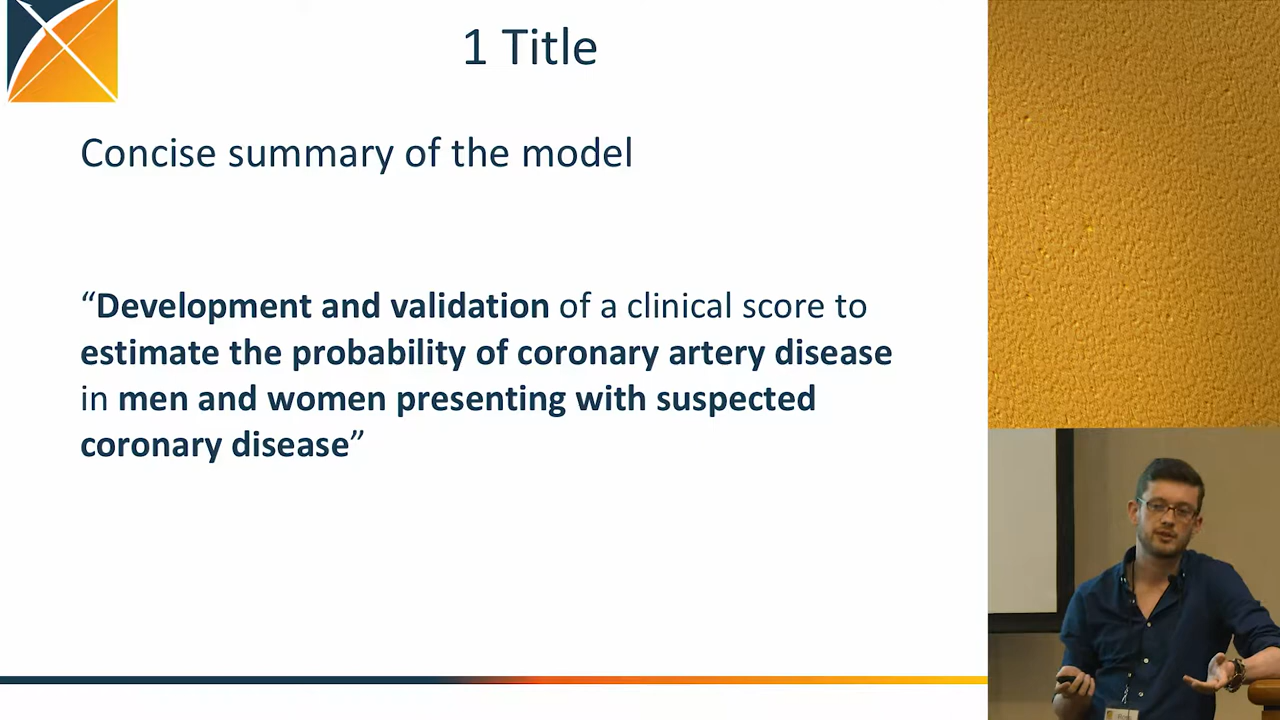 1 Title
Concise summary of the model
“Development and validation of a clinical score to
estimate the probability of coronary artery disease
in men and women presenting with suspected
coronary disease”